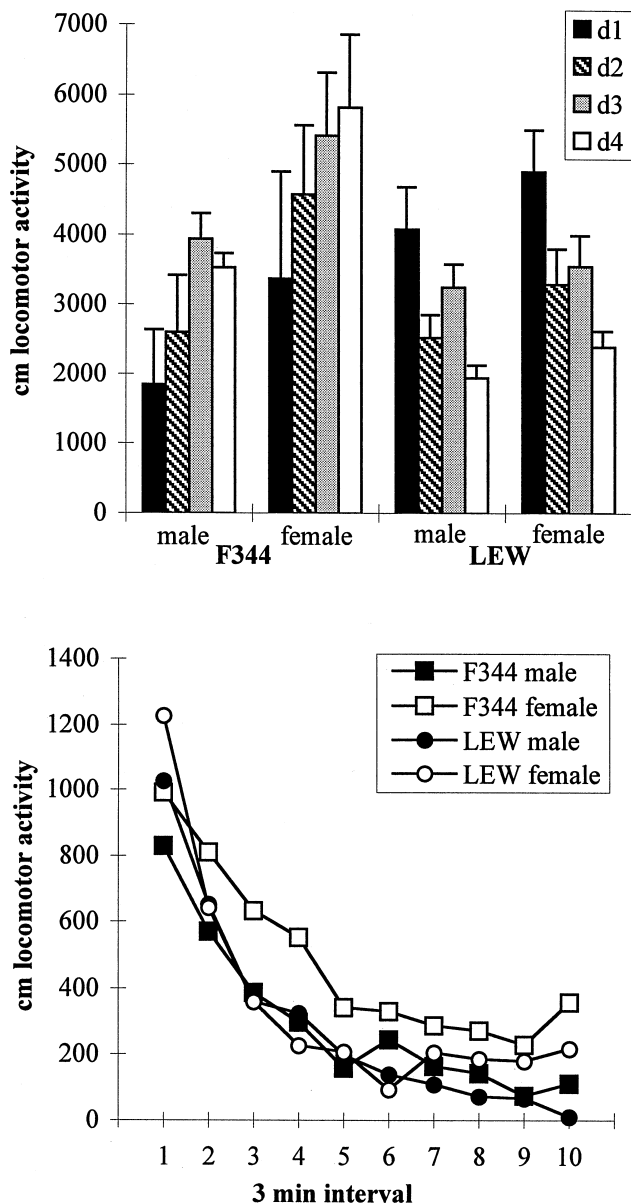 cm locomotor activity
7000
6000
5000
4000
3000
2000
1000
0
d1
d2
d3
d4
male female male female
F344 LEW
cm locomotor activity
1400
1200
1000
800
600
400
200
0
F344 male
F344 female
LEW male
LEW female
1 2 3 4 5 6 7 8 9 10
3 min interval